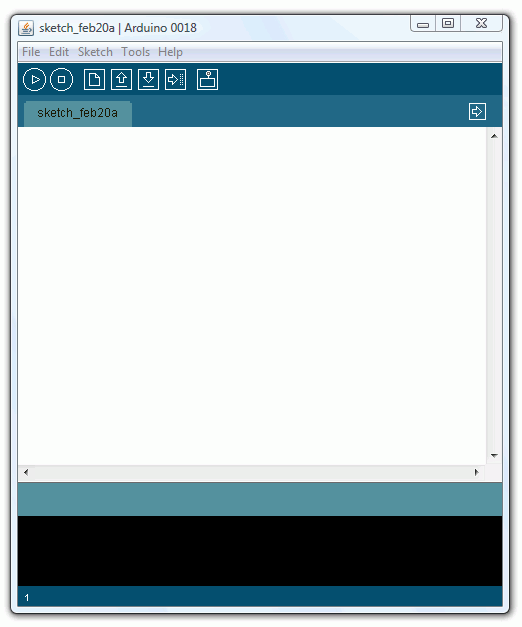 sketch_feb20a | Arduino 0018
File Edit Sketch Tools Help
sketch_feb20a
1